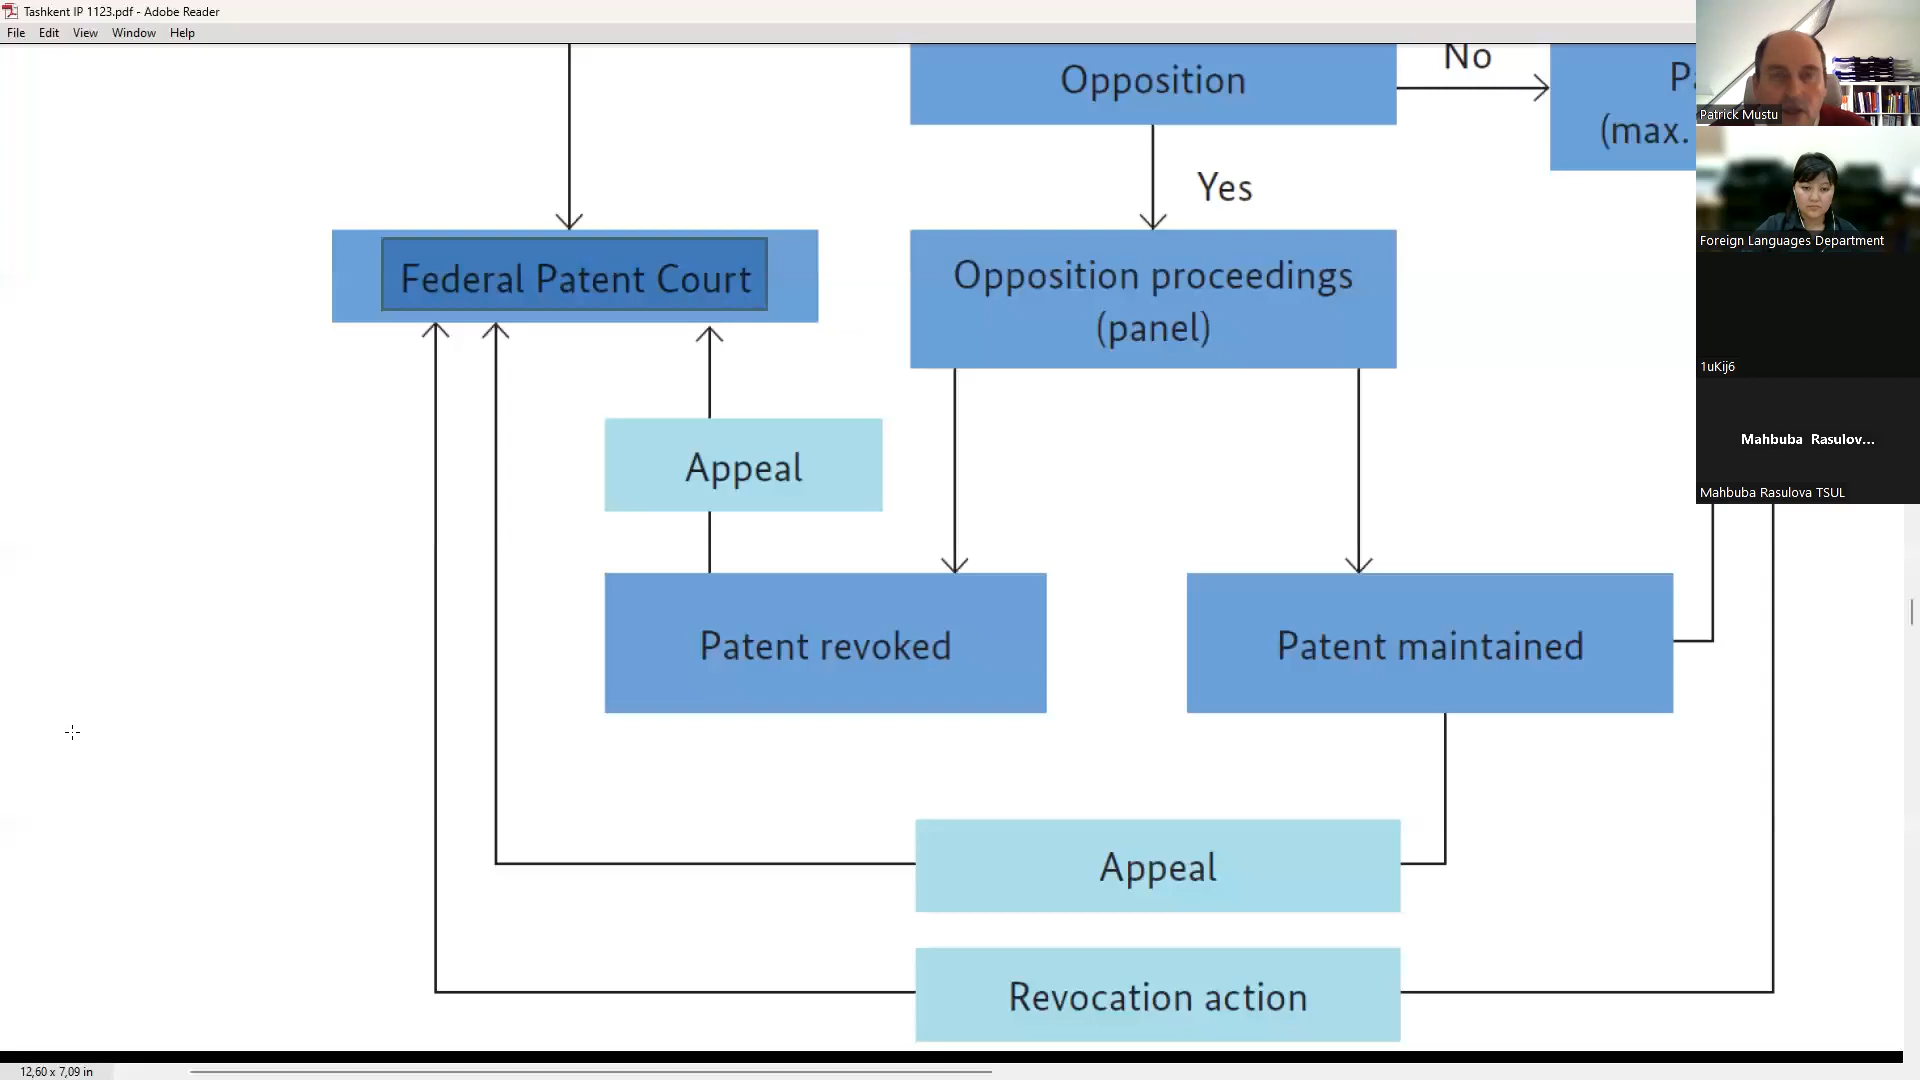 Tashkent IP 1123.pdf - Adobe Reader
File Edit View Window Help
Opposition
No
(max.
Patrick Mustu
Yes
Foreign Languages Department
Federal Patent Court
Opposition proceedings
(panel)
1uKij6
Mahbuba Rasulov...
Mahbuba Rasulova TSUL
Appeal
Patent revoked
Patent maintained
Appeal
Revocation action
12,60 x 7,09 in